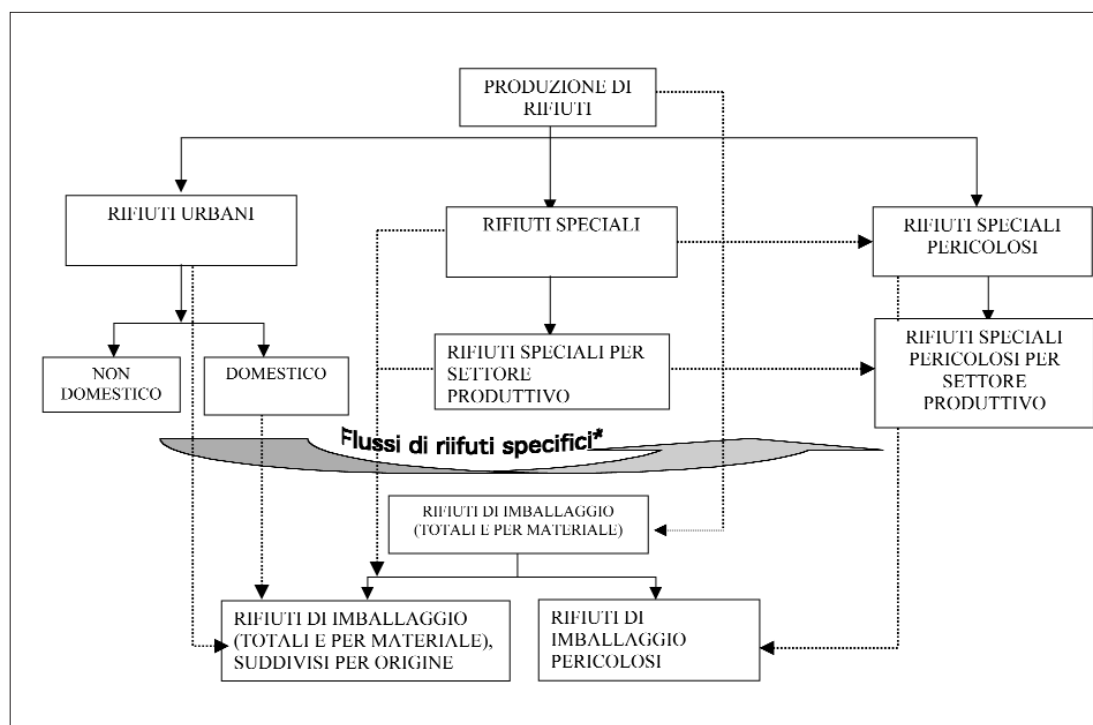 PRODUZIONE DI
RIFIUTI
RIFIUTI URBANI
RIFIUTI SPECIALI
RIFIUTI SPECIALI
PERICOLOSI
NON
DOMESTICO
DOMESTICO
RIFIUTI SPECIALI PER
SETTORE
PRODUTTIVO
RIFIUTI SPECIALI
PERICOLOSI PER
SETTORE
PRODUTTIVO
Flussi di riifuti specifici*
RIFIUTI DI IMBALLAGGIO
(TOTALI E PER MATERIALE)
RIFIUTI DI IMBALLAGGIO
(TOTALI E PER MATERIALE),
SUDDIVISI PER ORIGINE
RIFIUTI DI
IMBALLAGGIO
PERICOLOSI